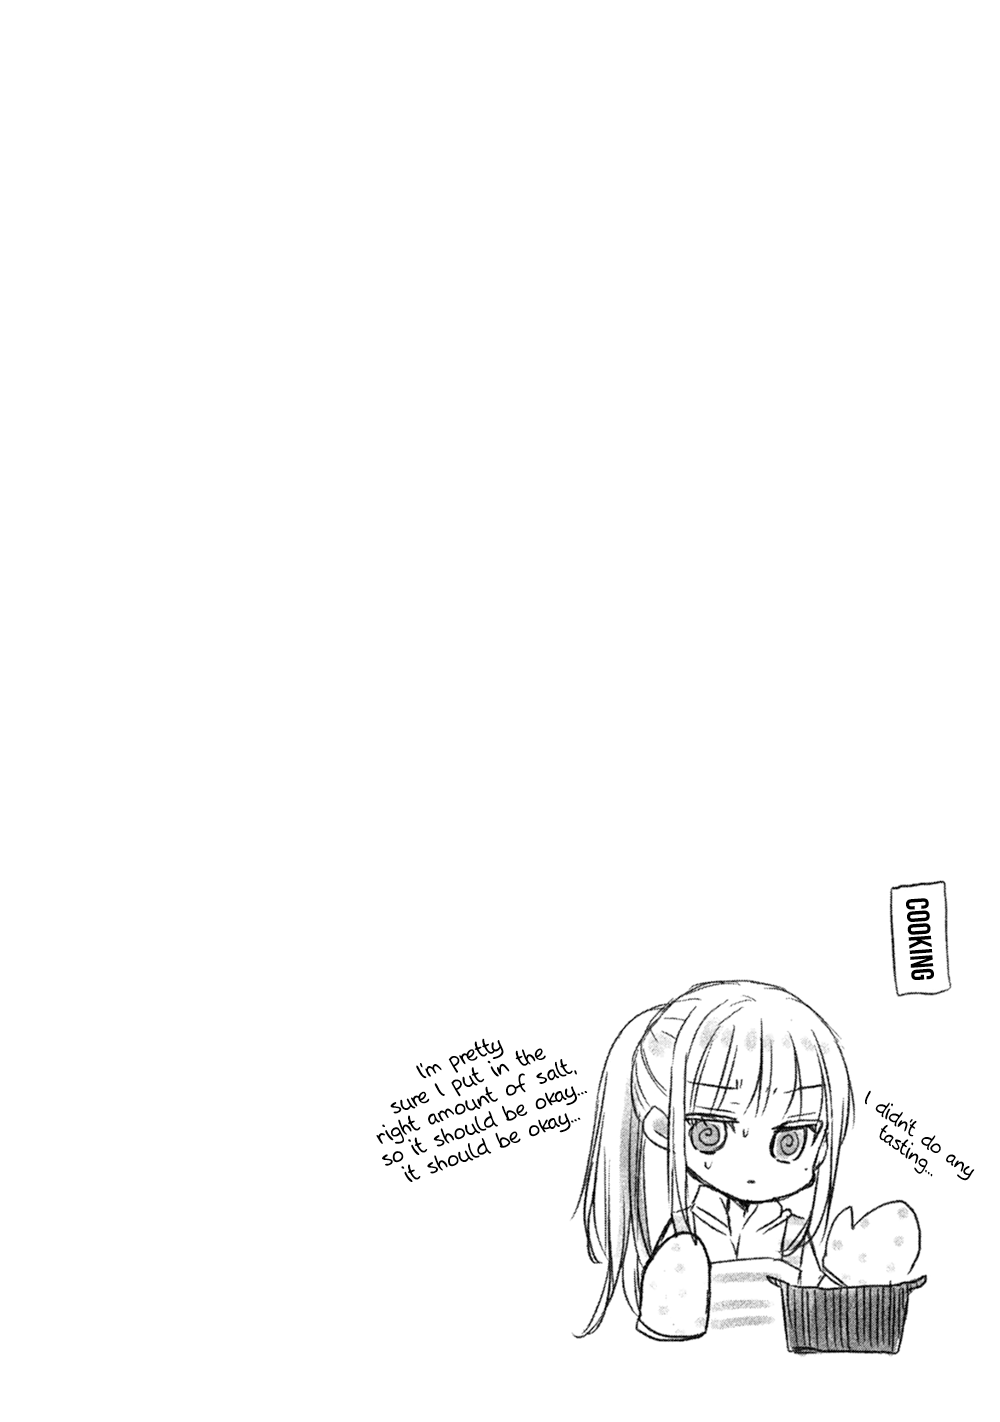 COOKING
I didn't do any
tasting...
I'm pretty
sure I put in the
right amount of salt,
so it should be okay...
it should be okay...